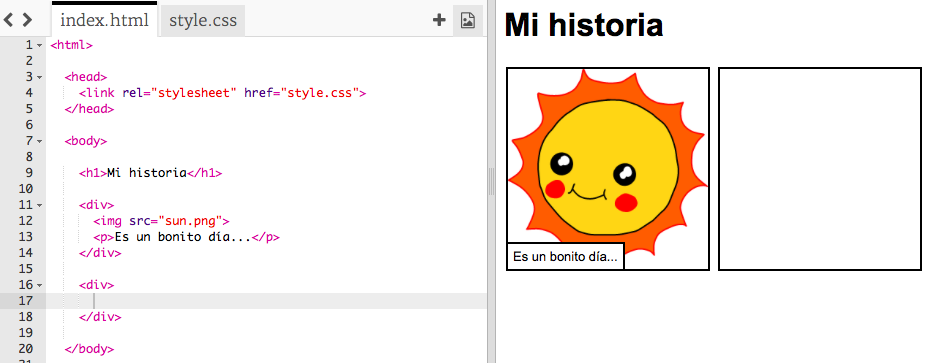 index.html style.css
1 <html>
2
3 <head>
4 <link rel="stylesheet" href="style.css">
5 </head>
6
7 <body>
8
9 <h1>Mi historia</h1>
10
11 <div>
12 <img src="sun.png">
13 <p>Es un bonito día...</p>
14 </div>
15
16 <div>
17
18 </div>
19
20 </body>
Mi historia
Es un bonito día...